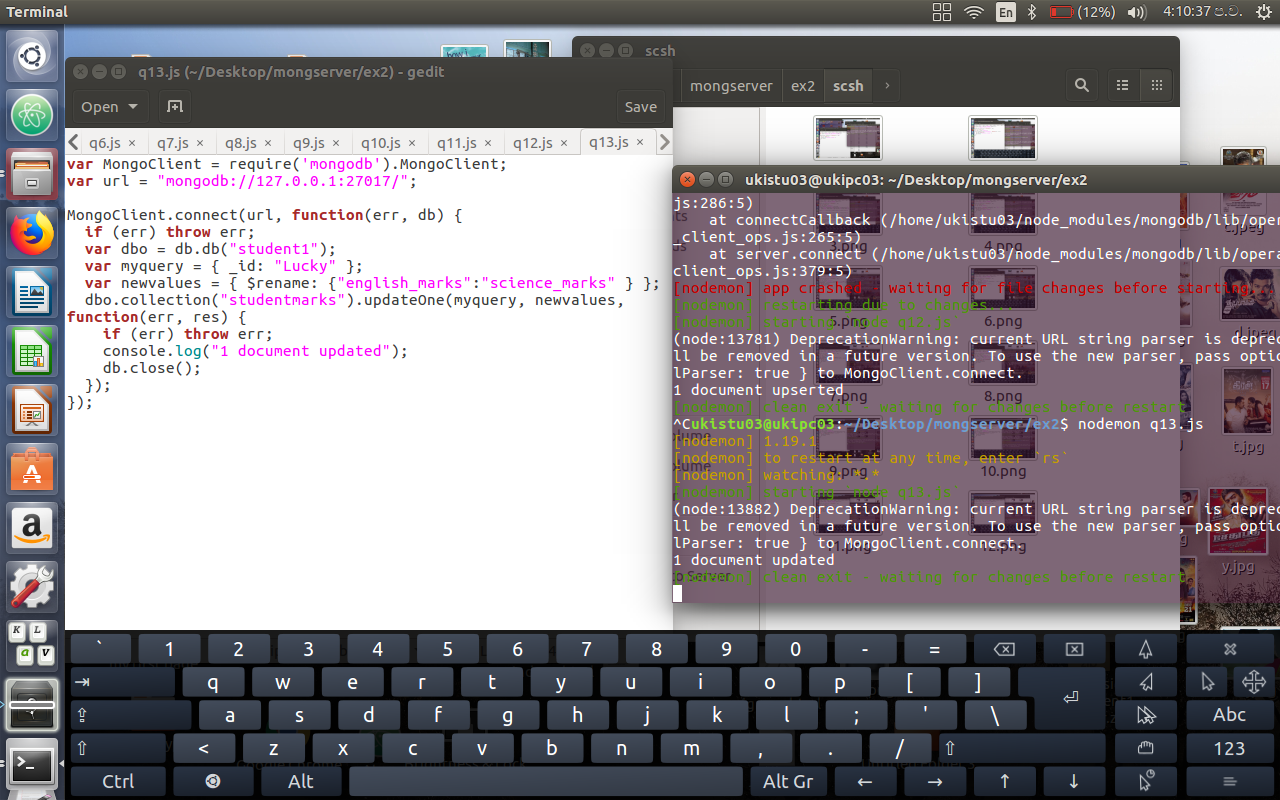 Terminal
En
(12%)
4:10:37 ප.ව.
scsh
q13.js (~/Desktop/mongserver/ex2) - gedit
Open
Save
mongserver
ex2
scsh
q6.js ×
q7.js ×
q8.js ×
q9.js ×
q10.js ×
q11.js ×
q12.js ×
q13.js ×
var MongoClient = require('mongodb').MongoClient;
var url = "mongodb://127.0.0.1:27017/";
MongoClient.connect(url, function(err, db) {
if (err) throw err;
var dbo = db.db("student1");
var myquery = { _id: "Lucky" };
var newvalues = { $rename: {"english_marks":"science_marks" } };
dbo.collection("studentmarks").updateOne(myquery, newvalues,
function(err, res) {
if (err) throw err;
console.log("1 document updated");
db.close();
});
});
ukistu03@ukipc03: ~/Desktop/mongserver/ex2
js:286:5)
at connectCallback (/home/ukistu03/node_modules/mongodb/lib/oper
_client_ops.js:265:5)
at server.connect (/home/ukistu03/node_modules/mongodb/lib/opera
client_ops.js:379:5)
[nodemon] app crashed - waiting for file changes before starting...
[nodemon] restarting due to changes...
[nodemon] starting `node q12.js`
(node:13781) DeprecationWarning: current URL string parser is deprec
ll be removed in a future version. To use the new parser, pass optio
lParser: true } to MongoClient.connect.
1 document upserted
[nodemon] clean exit - waiting for changes before restart
^Cukistu03@ukipc03:~/Desktop/mongserver/ex2$ nodemon q13.js
[nodemon] 1.19.1
[nodemon] to restart at any time, enter `rs`
[nodemon] watching: *.*
[nodemon] starting `node q13.js`
(node:13882) DeprecationWarning: current URL string parser is deprec
ll be removed in a future version. To use the new parser, pass optio
lParser: true } to MongoClient.connect.
1 document updated
[nodemon] clean exit - waiting for changes before restart
3.png
4.png
5.png
6.png
7.png
8.png
9.png
10.png
11.png
12.png
c.jpeg
d.jpeg
t.jpg
y.jpg
K L
a v
` 1 2 3 4 5 6 7 8 9 0 - =
q w e r t y u i o p [ ]
a s d f g h j k l ; ' \ Abc
< z x c v b n m , . / 123
Ctrl Alt Alt Gr ← → ↑ ↓